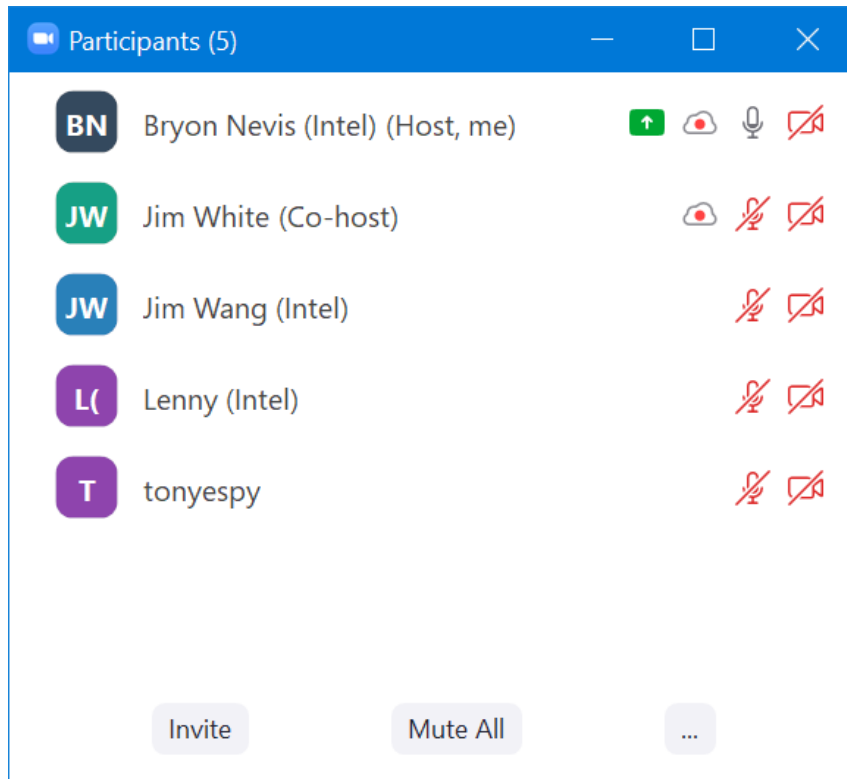 Participants (5)
BN Bryon Nevis (Intel) (Host, me)
JW Jim White (Co-host)
JW Jim Wang (Intel)
L( Lenny (Intel)
T tonyespy
Invite Mute All ...